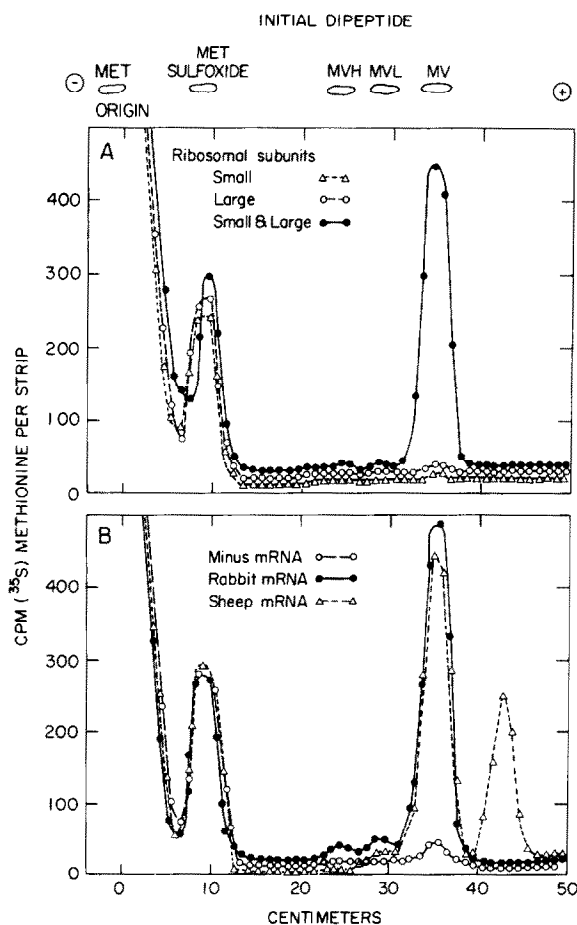 INITIAL DIPEPTIDE
MET
⊖ MET SULFOXIDE MVH MVL MV ⊕
ORIGIN
A
Ribosomal subunits
Small
Large
Small & Large
400
300
200
100
0
B
Minus mRNA
Rabbit mRNA
Sheep mRNA
400
300
200
100
0
0 10 20 30 40 50
CENTIMETERS
CPM (35S) METHIONINE PER STRIP